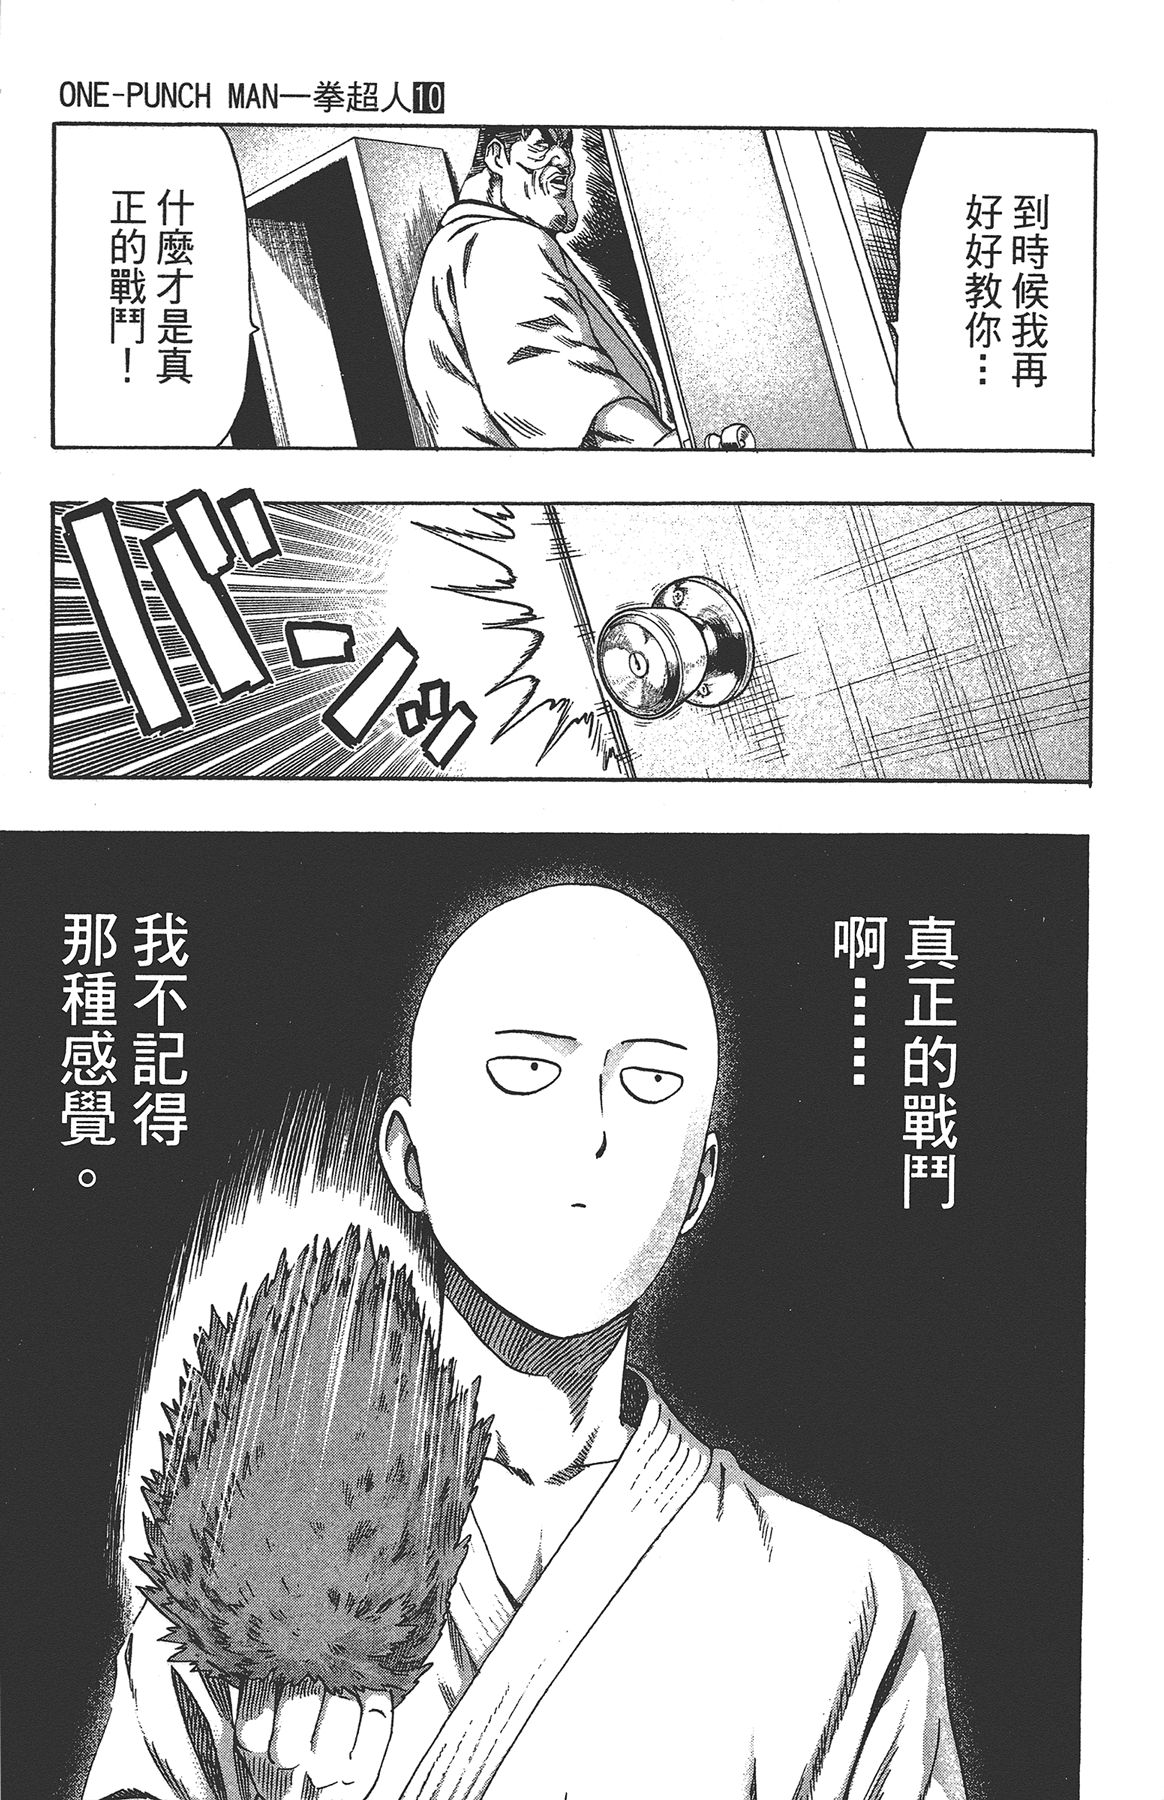 ONE-PUNCH MAN一拳超人10
到時候我再
好好教你…
什麼才是真
正的戰鬥！
バーンッ
真正的戰鬥
啊……
我不記得
那種感覺。